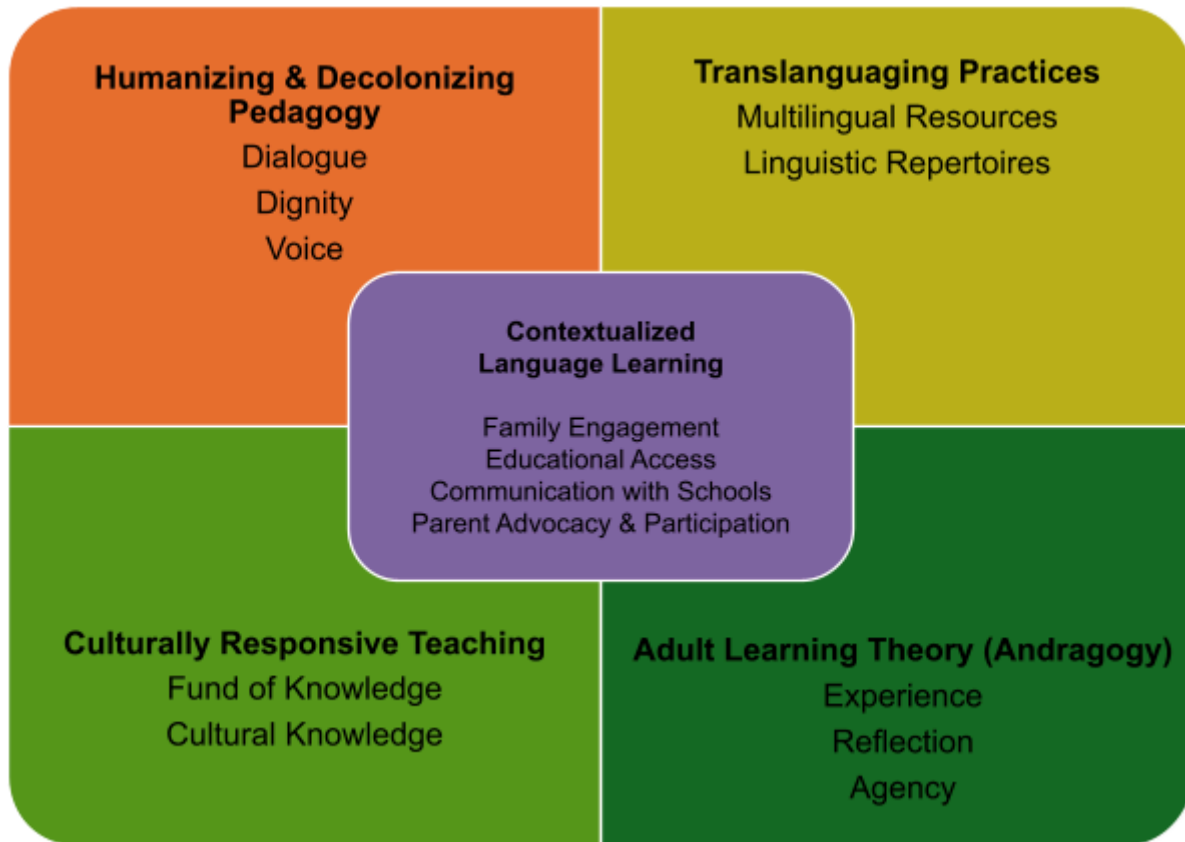 Humanizing & Decolonizing
Pedagogy
Dialogue
Dignity
Voice
Translanguaging Practices
Multilingual Resources
Linguistic Repertoires
Contextualized
Language Learning
Family Engagement
Educational Access
Communication with Schools
Parent Advocacy & Participation
Culturally Responsive Teaching
Fund of Knowledge
Cultural Knowledge
Adult Learning Theory (Andragogy)
Experience
Reflection
Agency